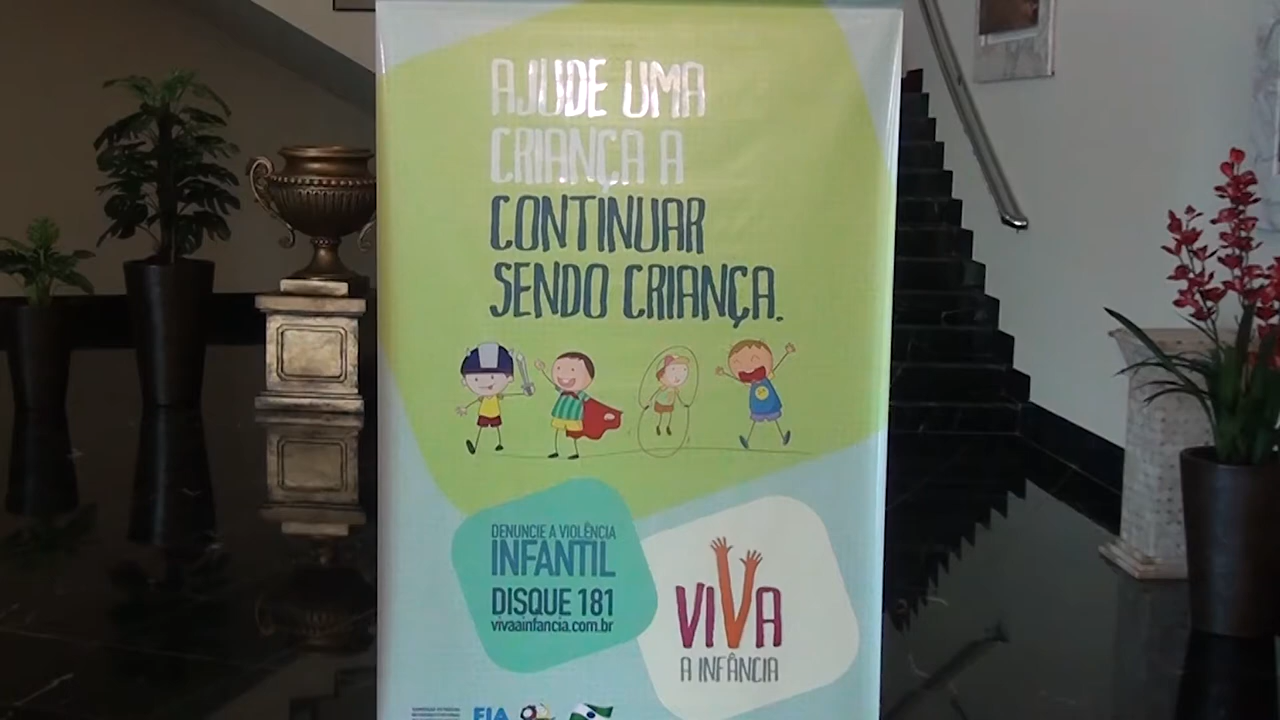 AJUDE UMA
CRIANÇA A
CONTINUAR
SENDO CRIANÇA.
DENUNCIE A VIOLÊNCIA
INFANTIL
DISQUE 181
vivaainfancia.com.br
VIVA
A INFÂNCIA
FIA